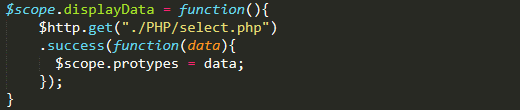 $scope.displayData = function(){
$http.get("./PHP/select.php")
.success(function(data){
$scope.protypes = data;
});
}